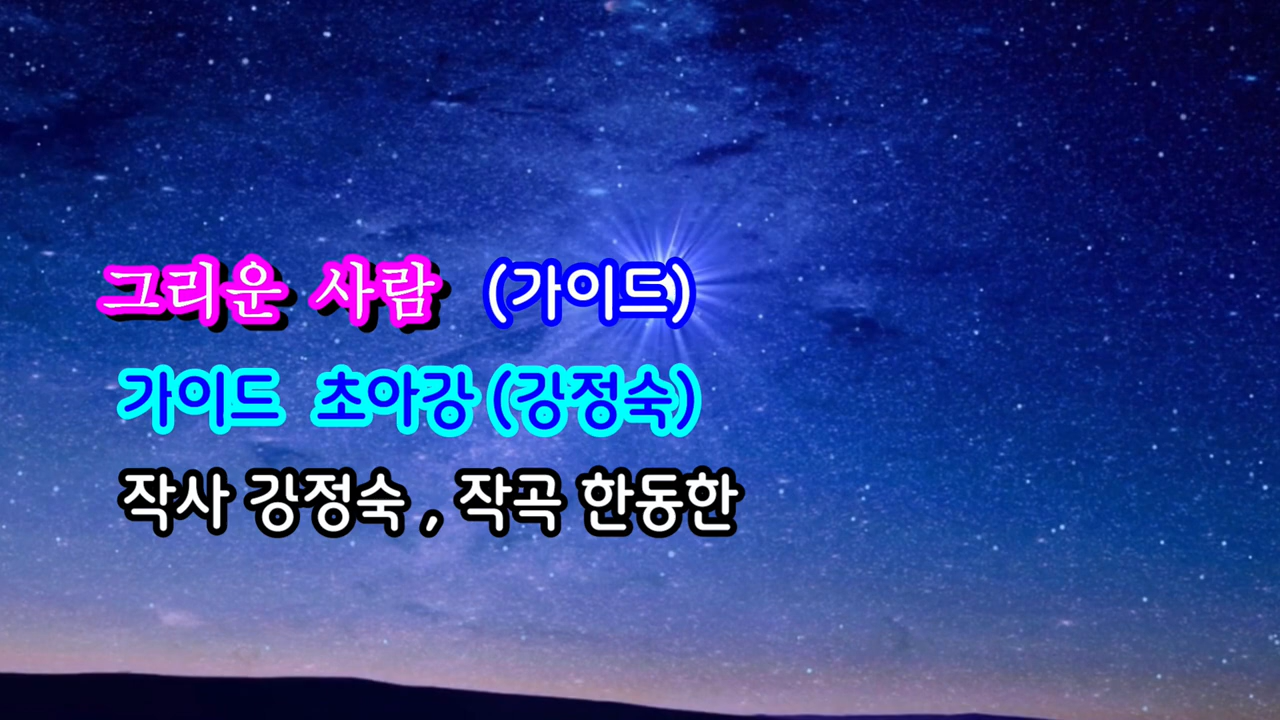 그리운 사람 (가이드)
가이드 초아강 (강정숙)
작사 강정숙 , 작곡 한동한